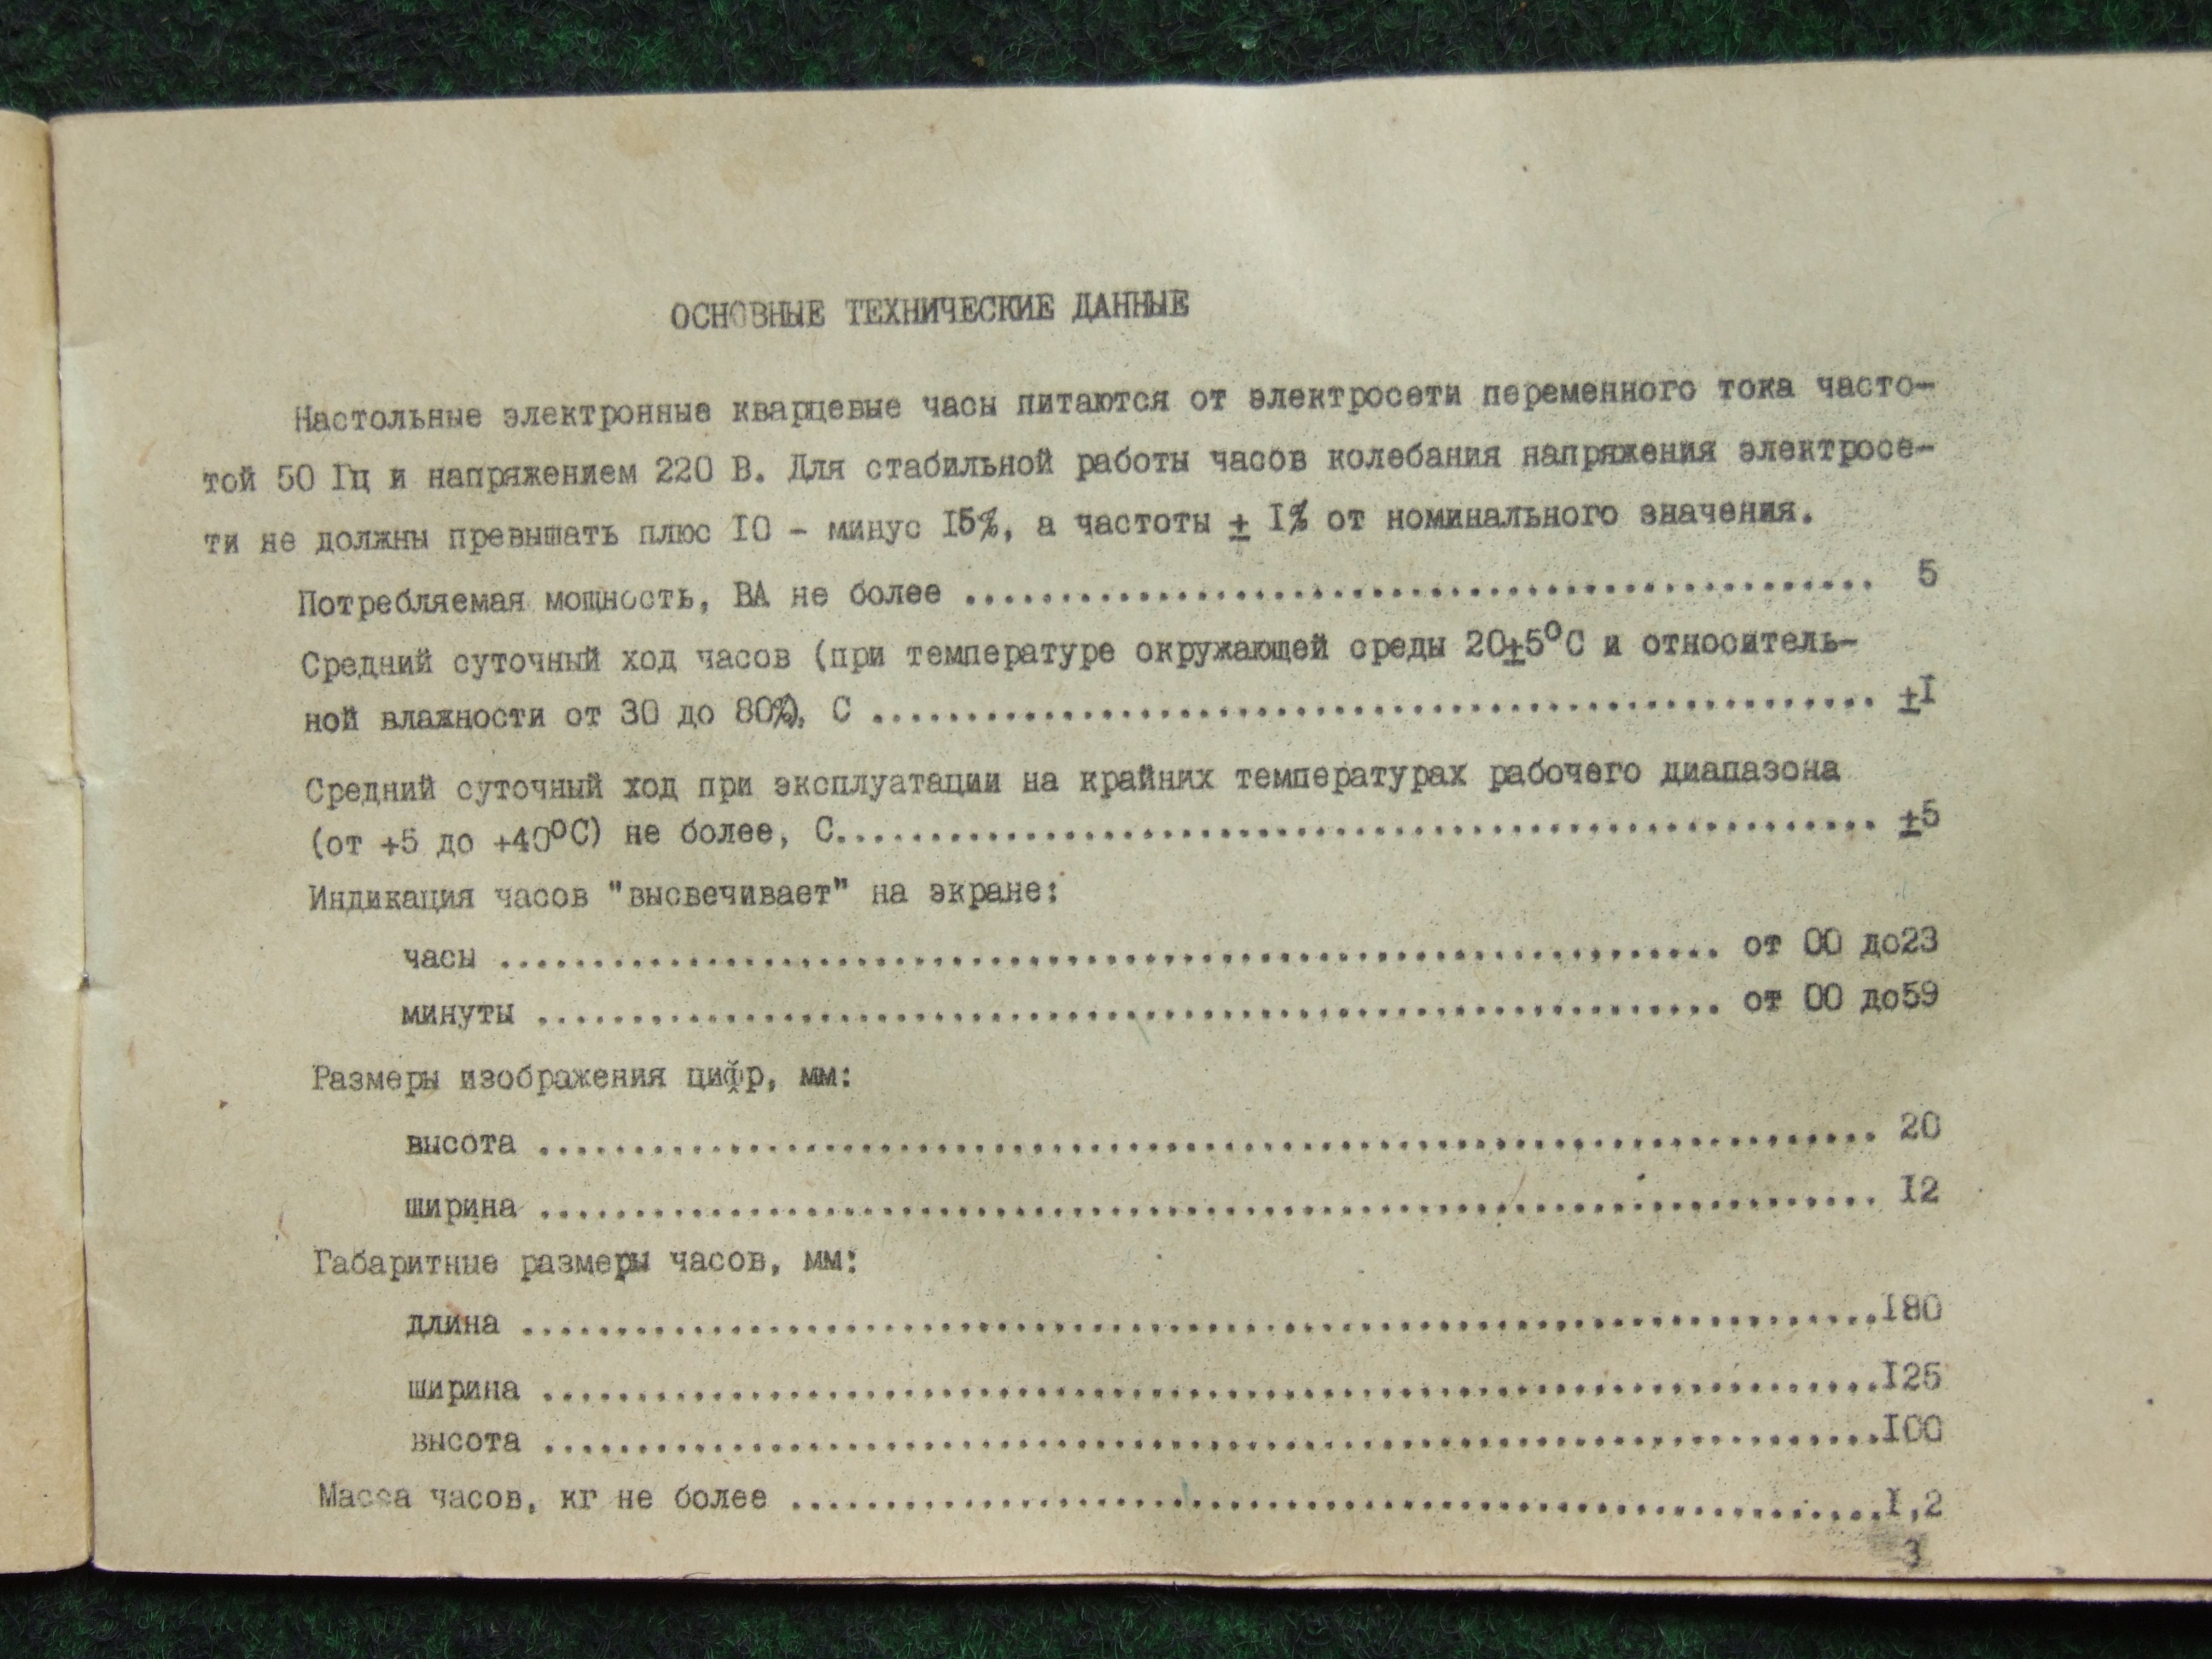 ОСНОВНЫЕ ТЕХНИЧЕСКИЕ ДАННЫЕ
Настольные электронные кварцевые часы питаются от электросети переменного тока часто-
той 50 Гц и напряжением 220 В. Для стабильной работы часов колебания напряжения электросе-
ти не должны превышать плюс 10 - минус 15%, а частоты ± 1% от номинального значения.
Потребляемая мощность, ВА не более ................................................. 5
Средний суточный ход часов (при температуре окружающей среды 20±5°С и относитель-
ной влажности от 30 до 80%), С ...................................................... ±1
Средний суточный ход при эксплуатации на крайних температурах рабочего диапазона
(от +5 до +40°С) не более, С........................................................ ±5
Индикация часов "высвечивает" на экране:
часы .................................................................. от 00 до23
минуты ................................................................ от 00 до59
Размеры изображения цифр, мм:
высота ........................................................................ 20
ширина ........................................................................ 12
Габаритные размеры часов, мм:
длина .........................................................................180
ширина ........................................................................125
высота ........................................................................100
Масса часов, кг не более ...........................................................1,2
3